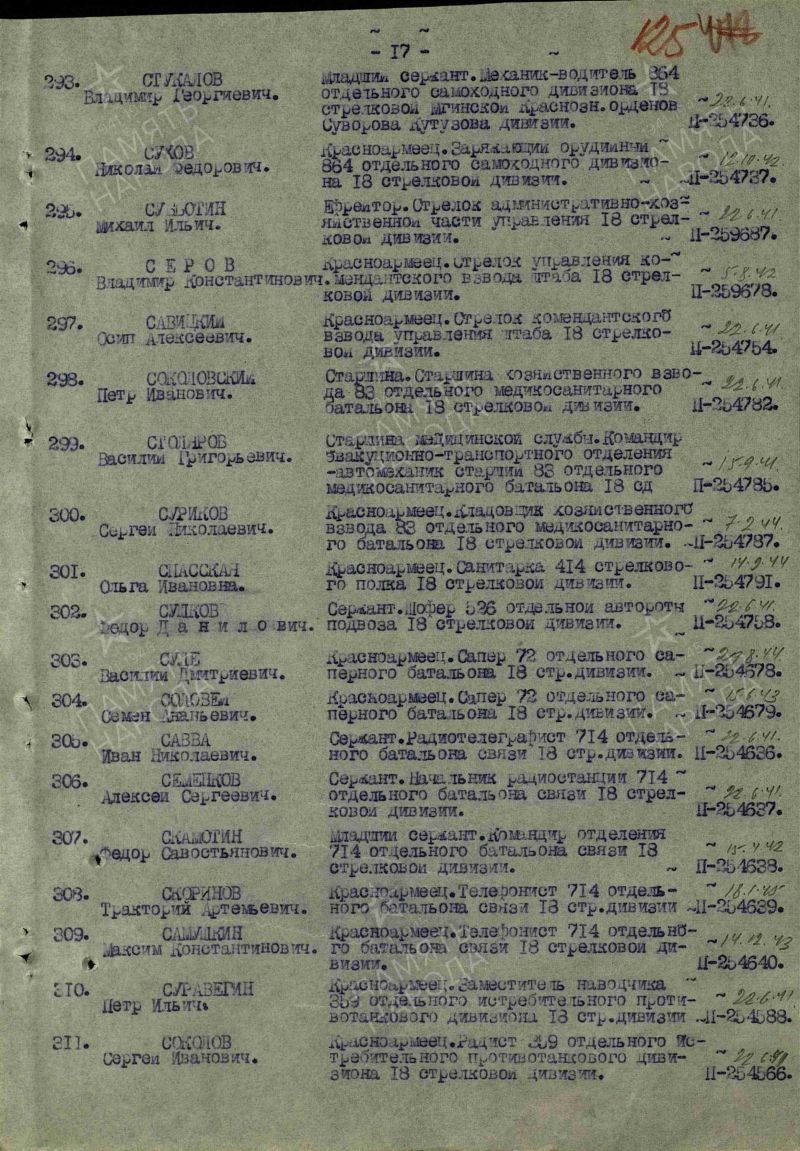 - 17 -
125
293. СТУКАЛОВ
Владимир Георгиевич.
Младший сержант.Механик-водитель 864
отдельного самоходного дивизиона 18
стрелковой Мгинской Краснозн.орденов
Суворова Кутузова дивизии.
22.6.41.
П-254736.
294. СУХОВ
Николай Федорович.
Красноармеец.Заряжающий орудийный
864 отдельного самоходного дивизио-
на 18 стрелковой дивизии.
12.10.42
П-254737.
295. СУББОТИН
Михаил Ильич.
Ефрейтор.Стрелок административно-хоз-
яйственной части управления 18 стрел-
ковой дивизии.
22.6.41
П-259687.
296. С Е Р О В
Владимир Константинович.
Красноармеец.Стрелок управления ко-
мендантского взвода штаба 18 стрел-
ковой дивизии.
5.8.42
П-259678.
297. САВИЦКИЙ
Осип Алексеевич.
Красноармеец.Стрелок комендантского
взвода управления штаба 18 стрелко-
вой дивизии.
22.6.41
П-254754.
298. СОКОЛОВСКИЙ
Петр Иванович.
Старшина.Старшина хозяйственного взво-
да 83 отдельного медикосанитарного
батальона 18 стрелковой дивизии.
22.6.41.
П-254782.
299. СТОЛЯРОВ
Василий Григорьевич.
Старшина медицинской службы.Командир
эвакуционно-транспортного отделения
-автомеханик старший 83 отдельного
медикосанитарного батальона 18 сд
15.9.41.
П-254785.
300. СУРИКОВ
Сергей Николаевич.
Красноармеец.Кладовщик хозяйственного
взвода 83 отдельного медикосанитарно-
го батальона 18 стрелковой дивизии.
7.2.44.
П-254787.
301. СПАССКАЯ
Ольга Ивановна.
Красноармеец.Санитарка 414 стрелково-
го полка 18 стрелковой дивизии.
14.2.44
П-254791.
302. СУЛКОВ
Федор Д а н и л о вич.
Сержант.Шофер 526 отдельной автороты
подвоза 18 стрелковой дивизии.
22.6.41.
П-254758.
303. СУЛЕ
Василий Дмитриевич.
Красноармеец.Сапер 72 отдельного са-
перного батальона 18 стр.дивизии.
П-254678.
304. СОЛОВЕЙ
Семен Ананьевич.
Красноармеец.Сапер 72 отдельного са-
перного батальона 18 стр.дивизии.
П-254679.
305. САВВА
Иван Николаевич.
Сержант.Радиотелеграфист 714 отдель-
ного батальона связи 18 стр.дивизии.
22.6.41.
П-254636.
306. СЕМЕНКОВ
Алексей Сергеевич.
Сержант.Начальник радиостанции 714
отдельного батальона связи 18 стрел-
ковой дивизии.
22.6.41.
П-254637.
307. СКАМОТИН
Федор Савостьянович.
Младший сержант.Командир отделения
714 отдельного батальона связи 18
стрелковой дивизии.
П-254638.
308. СКОРИНОВ
Тракторий Артемьевич.
Красноармеец.Телефонист 714 отдель-
ного батальона связи 18 стр.дивизии
18.1.45
П-254639.
309. САМУШКИН
Максим Константинович.
Красноармеец.Телефонист 714 отдельно-
го батальона связи 18 стрелковой ди-
визии.
14.12.43
П-254640.
310. СУРАВЕГИН
Петр Ильич.
Красноармеец.Заместитель наводчика
359 отдельного истребительного проти-
вотанкового дивизиона 18 стр.дивизии
22.6.41
П-254588.
311. СОКОЛОВ
Сергей Иванович.
Красноармеец.Радист 359 отдельного ис-
требительного противотанкового диви-
зиона 18 стрелковой дивизии.
П-254566.
ПАМЯТЬ
НАРОДА